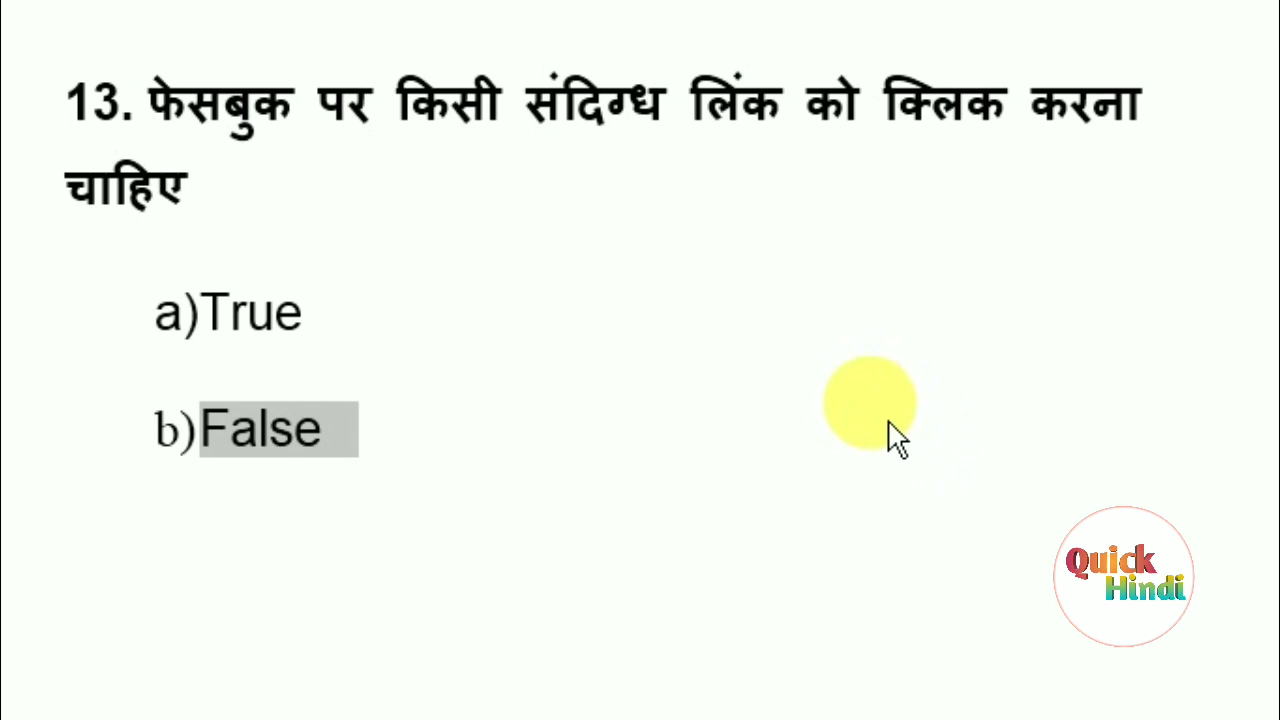 13. फेसबुक पर किसी संदिग्ध लिंक को क्लिक करना
चाहिए
a)True
b)False
Quick
Hindi